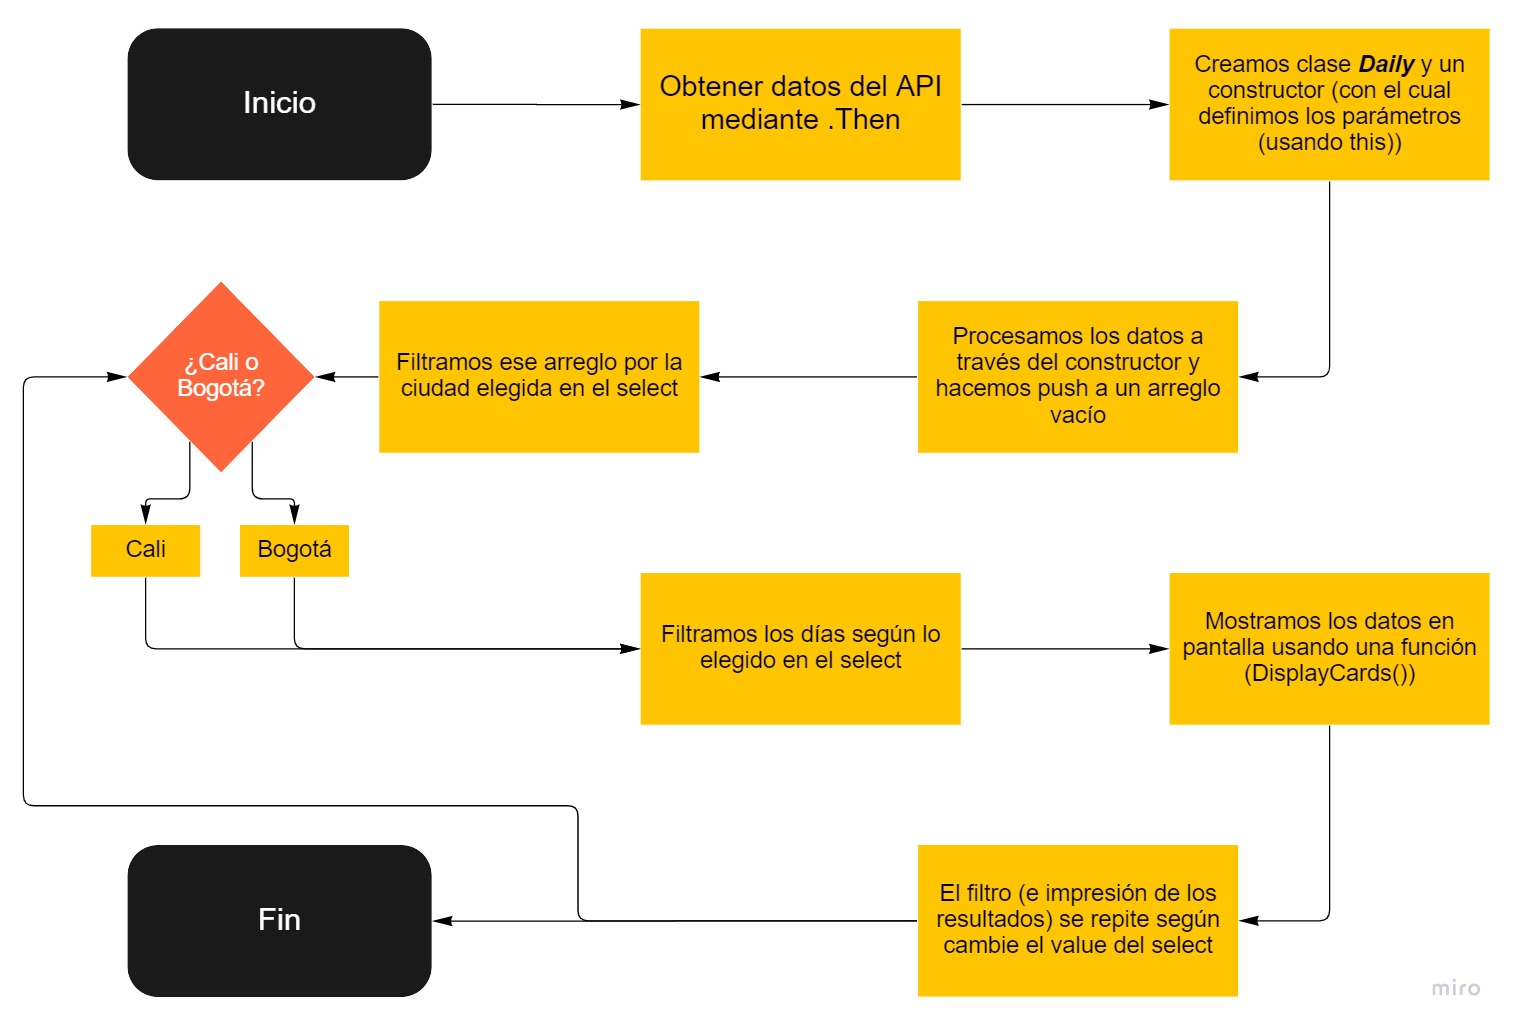 Inicio
Obtener datos del API
mediante .Then
Creamos clase Daily y un
constructor (con el cual
definimos los parámetros
(usando this))
¿Cali o
Bogotá?
Filtramos ese arreglo por la
ciudad elegida en el select
Procesamos los datos a
través del constructor y
hacemos push a un arreglo
vacío
Cali
Bogotá
Filtramos los días según lo
elegido en el select
Mostramos los datos en
pantalla usando una función
(DisplayCards())
Fin
El filtro (e impresión de los
resultados) se repite según
cambie el value del select
miro